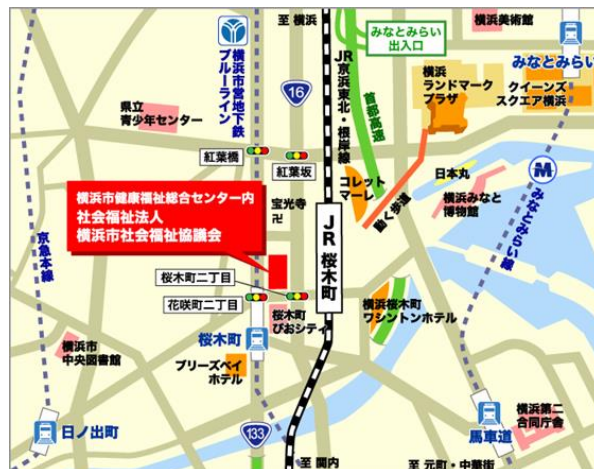 至 横浜
みなとみらい
出入口
横浜美術館
みなとみらい
横浜市営地下鉄
ブルーライン
16
JR
京浜東北・根岸線
首都高速
横浜
ランドマーク
プラザ
クイーンズ
スクエア横浜
県立
青少年センター
紅葉橋
紅葉坂
コレット
マーレ
日本丸
横浜みなと
博物館
動く歩道
みなとみらい線
横浜市健康福祉総合センター内
社会福祉法人
横浜市社会福祉協議会
宝光寺
卍
JR 桜木町
京急本線
桜木町二丁目
花咲町二丁目
桜木町
ぴおシティ
横浜桜木町
ワシントンホテル
桜木町
横浜市
中央図書館
ブリーズベイ
ホテル
日ノ出町
133
至 関内
馬車道
横浜第二
合同庁舎
至 元町・中華街